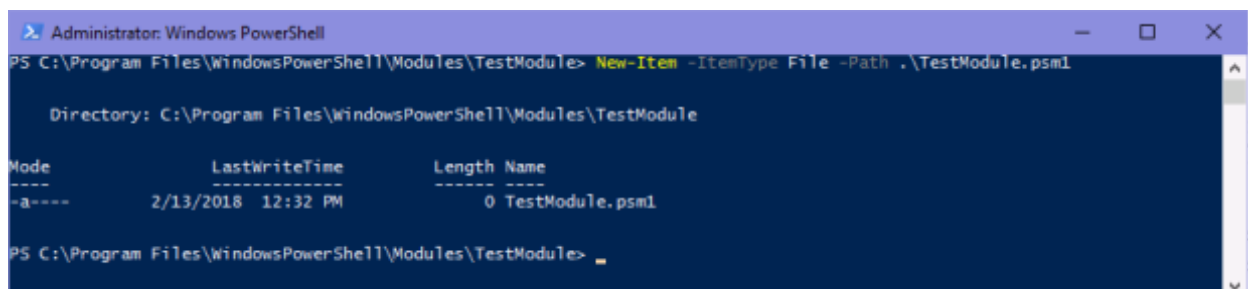 Administrator: Windows PowerShell
PS C:\Program Files\WindowsPowerShell\Modules\TestModule> New-Item -ItemType File -Path .\TestModule.psm1
Directory: C:\Program Files\WindowsPowerShell\Modules\TestModule
Mode LastWriteTime Length Name
---- ------------- ------ ----
-a---- 2/13/2018 12:32 PM 0 TestModule.psm1
PS C:\Program Files\WindowsPowerShell\Modules\TestModule> _